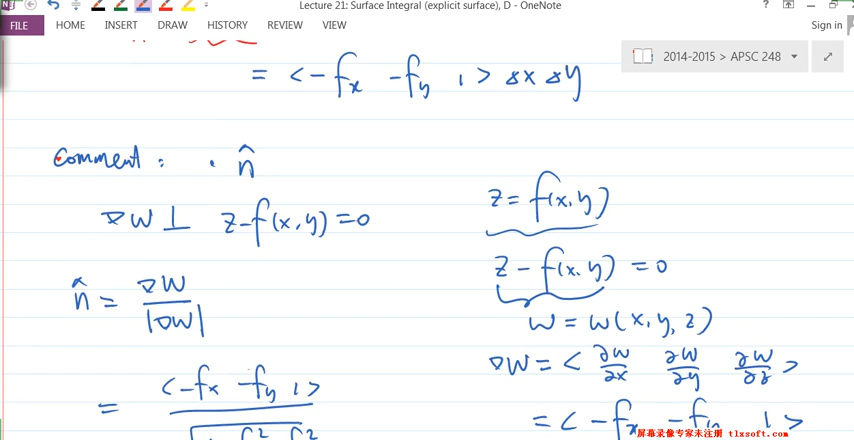 Lecture 21: Surface Integral (explicit surface), D - OneNote
? Sign in
FILE HOME INSERT DRAW HISTORY REVIEW VIEW
2014-2015 > APSC 248
= < -fx -fy 1 > Δx Δy
Comment : · n̂
∇W ⊥ z-f(x,y)=0
n̂ = ∇W / |∇W|
= <-fx -fy 1>
z = f(x,y)
z - f(x,y) = 0
W = W(x,y,z)
∇W = < ∂W/∂x ∂W/∂y ∂W/∂z >
= < -fx -fy 1>
屏幕录像专家未注册 tlxsoft.com